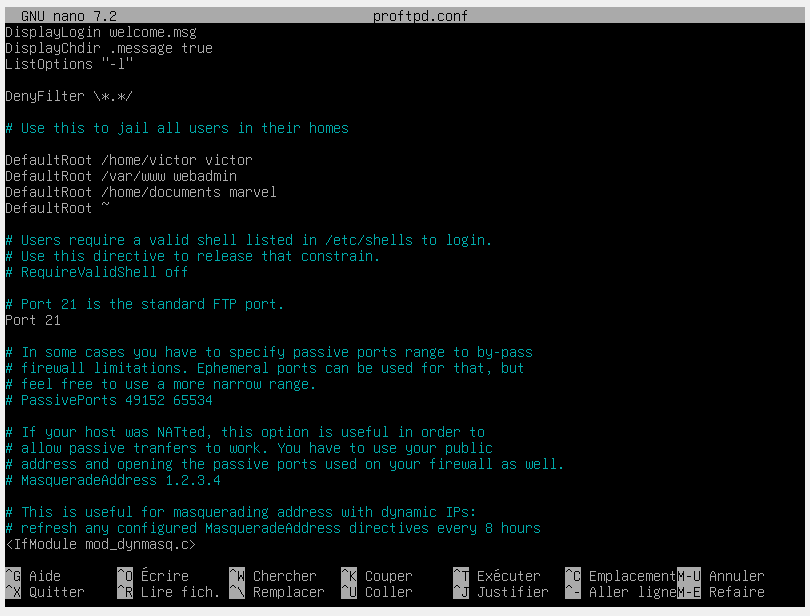 GNU nano 7.2 proftpd.conf
DisplayLogin welcome.msg
DisplayChdir .message true
ListOptions "-l"
DenyFilter \*.*/
# Use this to jail all users in their homes
DefaultRoot /home/victor victor
DefaultRoot /var/www webadmin
DefaultRoot /home/documents marvel
DefaultRoot ~
# Users require a valid shell listed in /etc/shells to login.
# Use this directive to release that constrain.
# RequireValidShell off
# Port 21 is the standard FTP port.
Port 21
# In some cases you have to specify passive ports range to by-pass
# firewall limitations. Ephemeral ports can be used for that, but
# feel free to use a more narrow range.
# PassivePorts 49152 65534
# If your host was NATted, this option is useful in order to
# allow passive tranfers to work. You have to use your public
# address and opening the passive ports used on your firewall as well.
# MasqueradeAddress 1.2.3.4
# This is useful for masquerading address with dynamic IPs:
# refresh any configured MasqueradeAddress directives every 8 hours
<IfModule mod_dynmasq.c>
^G Aide ^O Écrire ^W Chercher ^K Couper ^T Exécuter ^C Emplacement M-U Annuler
^X Quitter ^R Lire fich. ^\ Remplacer ^U Coller ^J Justifier ^- Aller ligne M-E Refaire